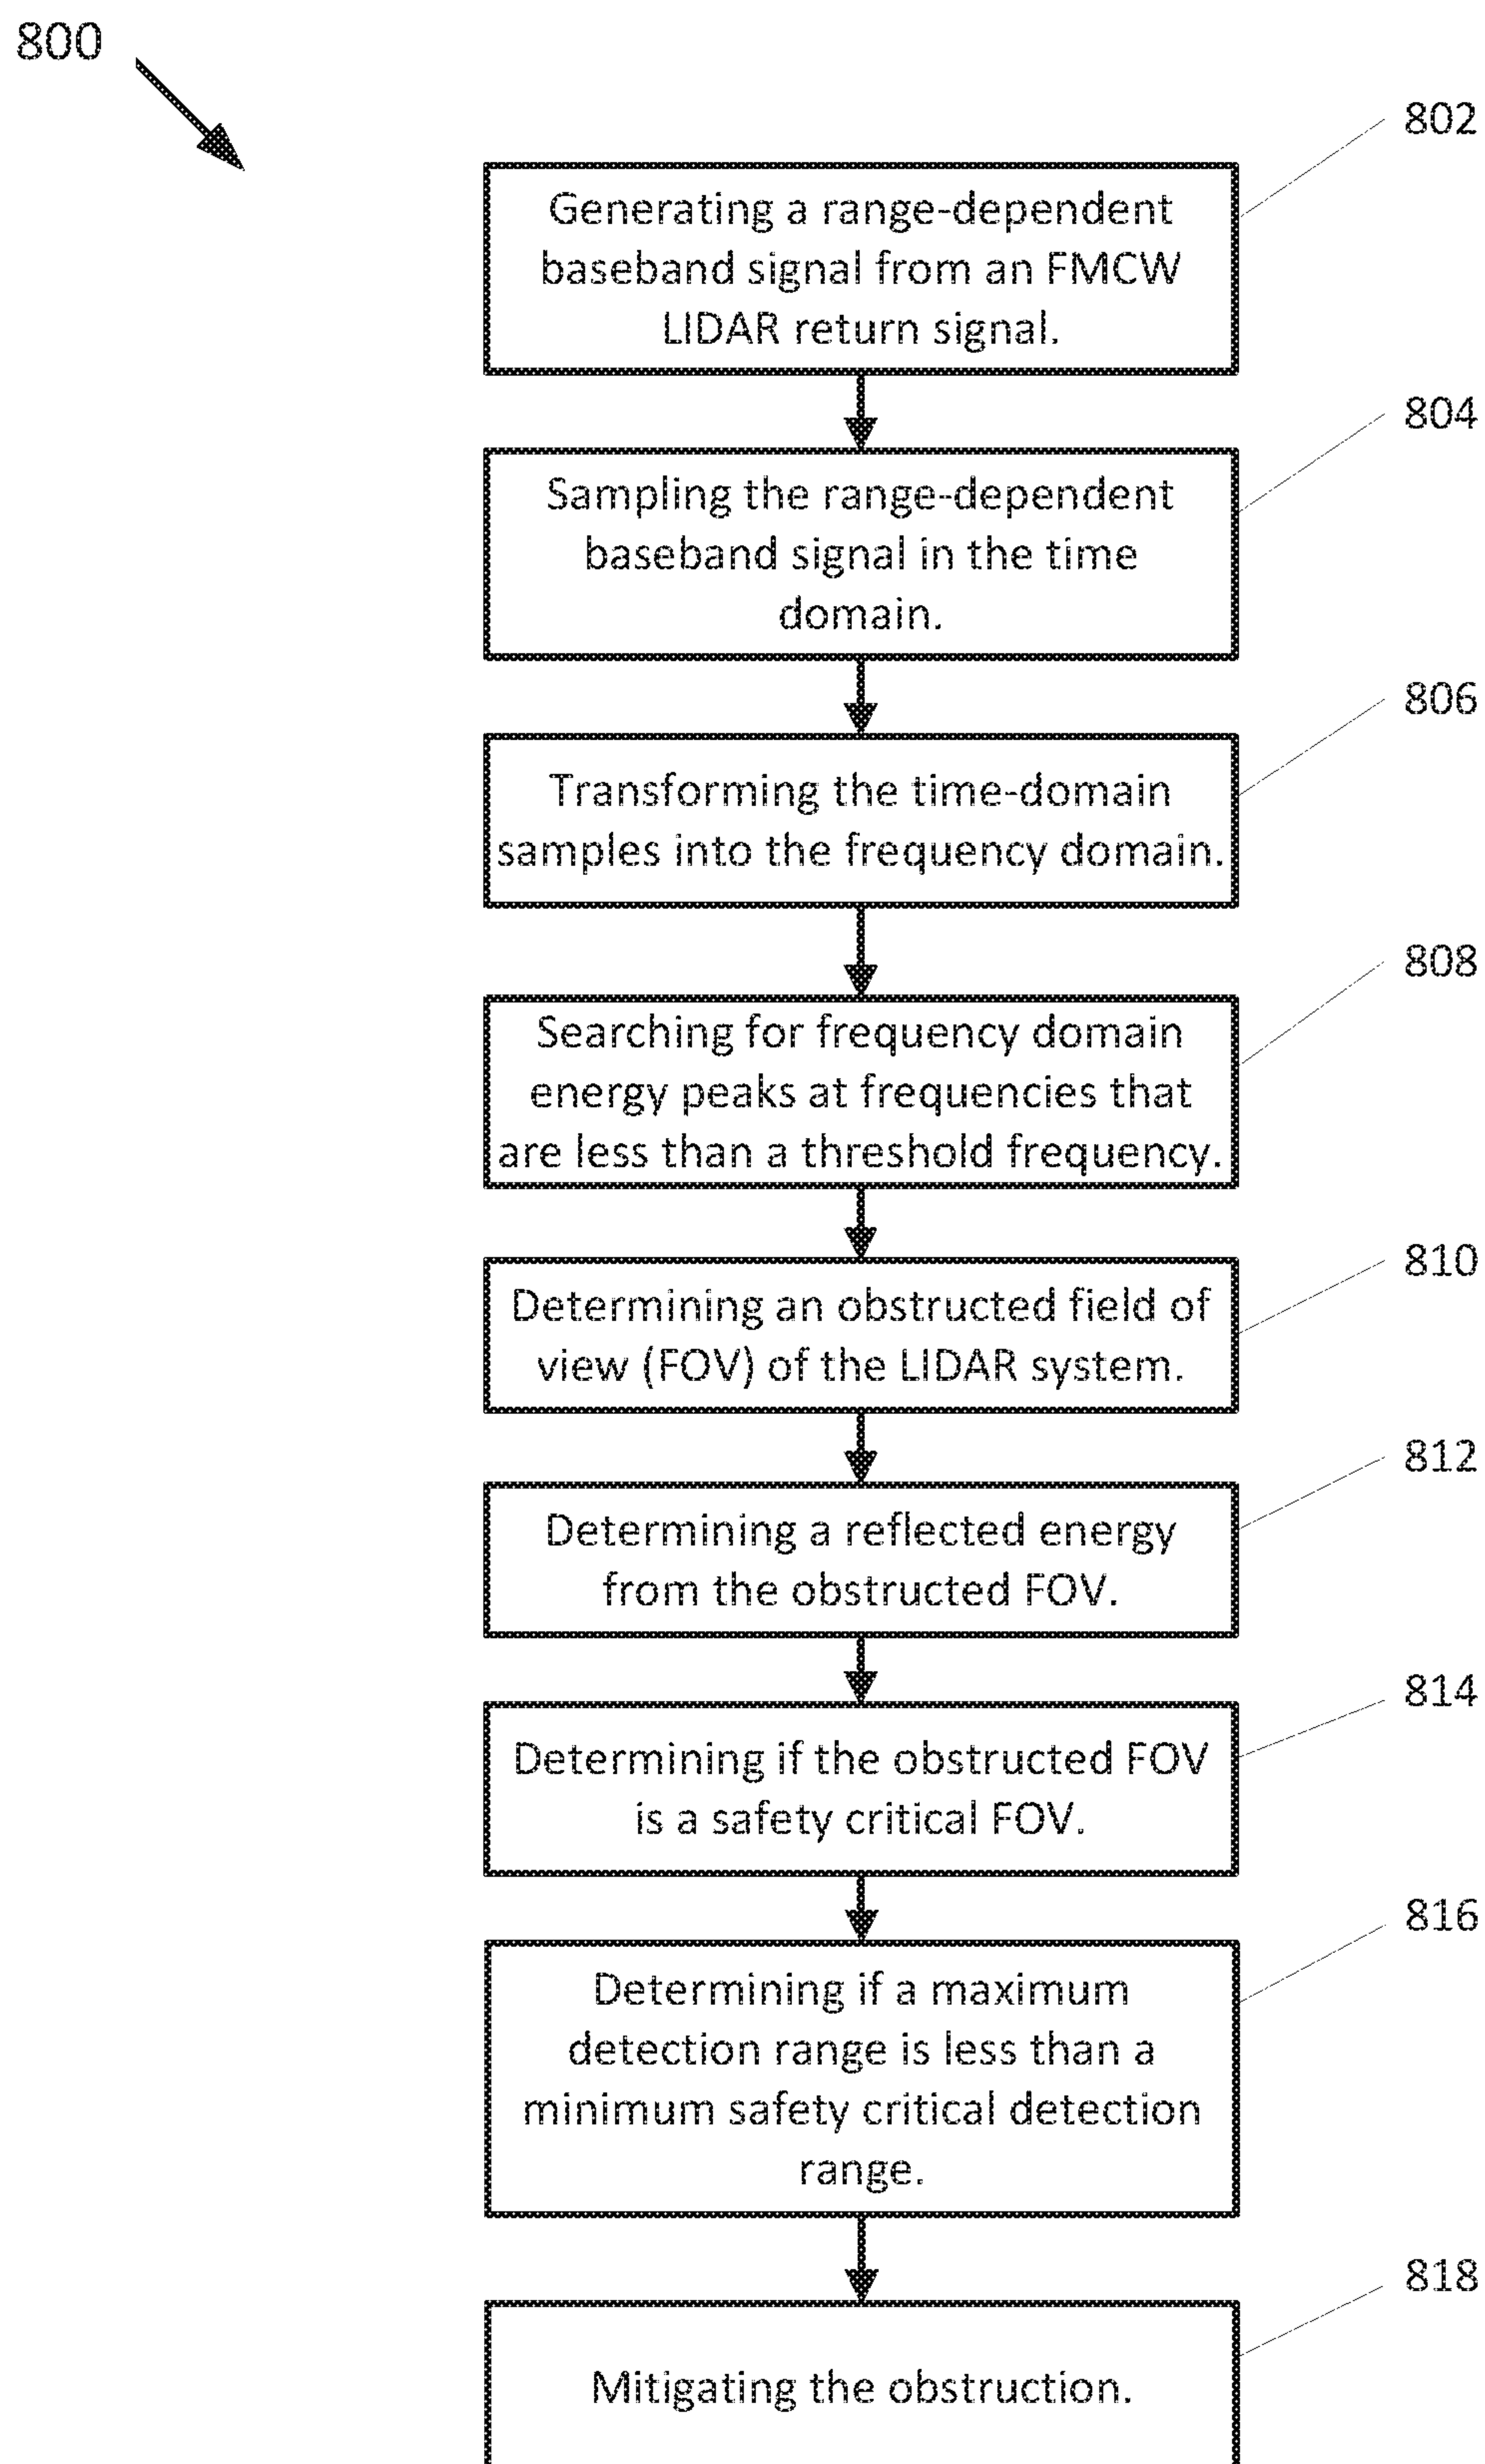 800
802
Generating a range-dependent
baseband signal from an FMCW
LIDAR return signal.
804
Sampling the range-dependent
baseband signal in the time
domain.
806
Transforming the time-domain
samples into the frequency domain.
808
Searching for frequency domain
energy peaks at frequencies that
are less than a threshold frequency.
810
Determining an obstructed field of
view (FOV) of the LIDAR system.
812
Determining a reflected energy
from the obstructed FOV.
814
Determining if the obstructed FOV
is a safety critical FOV.
816
Determining if a maximum
detection range is less than a
minimum safety critical detection
range.
818
Mitigating the obstruction.